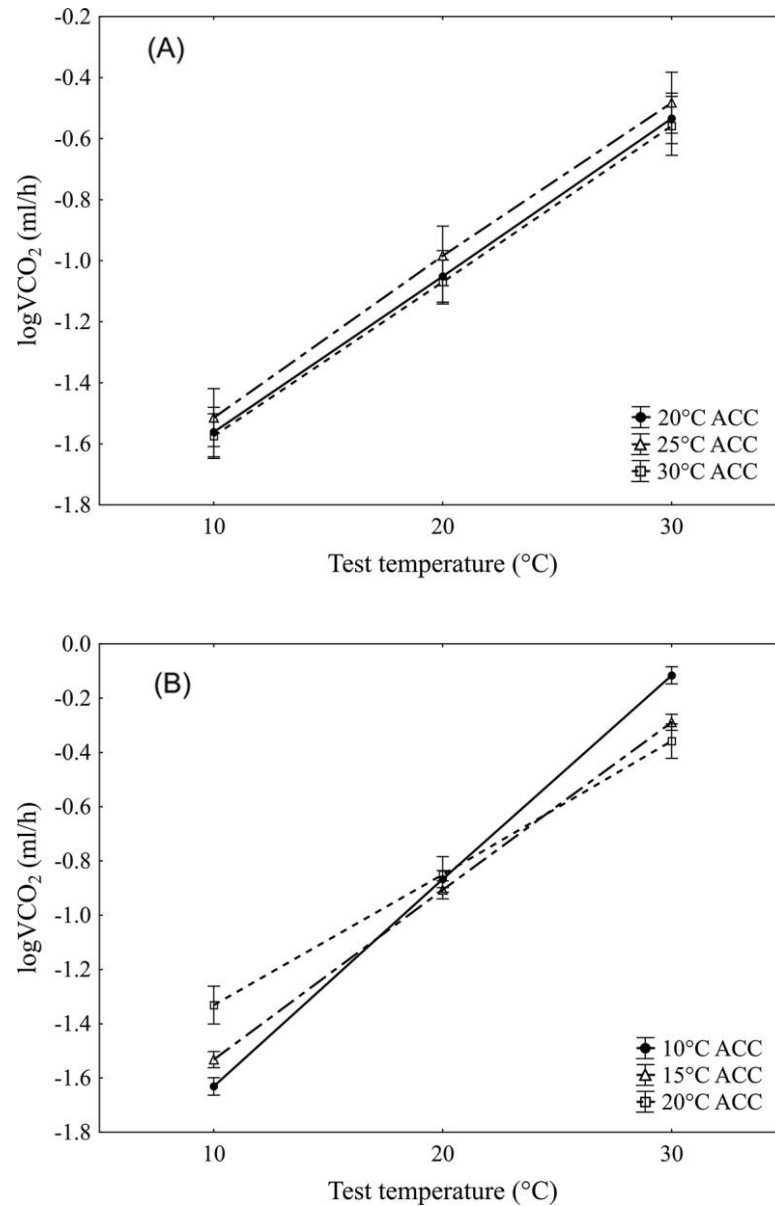 (A)
-0.2
-0.4
-0.6
-0.8
-1.0
-1.2
-1.4
-1.6
-1.8
logVCO₂ (ml/h)
20°C ACC
25°C ACC
30°C ACC
10 20 30
Test temperature (°C)
(B)
0.0
-0.2
-0.4
-0.6
-0.8
-1.0
-1.2
-1.4
-1.6
-1.8
logVCO₂ (ml/h)
10°C ACC
15°C ACC
20°C ACC
10 20 30
Test temperature (°C)